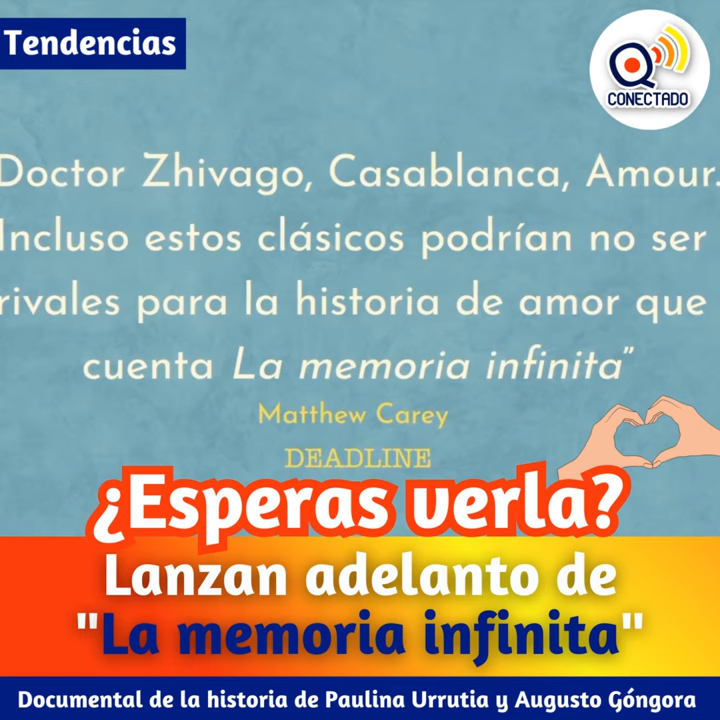 Tendencias
Q
CONECTADO
Doctor Zhivago, Casablanca, Amour.
Incluso estos clásicos podrían no ser
rivales para la historia de amor que
cuenta La memoria infinita”
Matthew Carey
DEADLINE
¿Esperas verla?
Lanzan adelanto de
"La memoria infinita"
Documental de la historia de Paulina Urrutia y Augusto Góngora